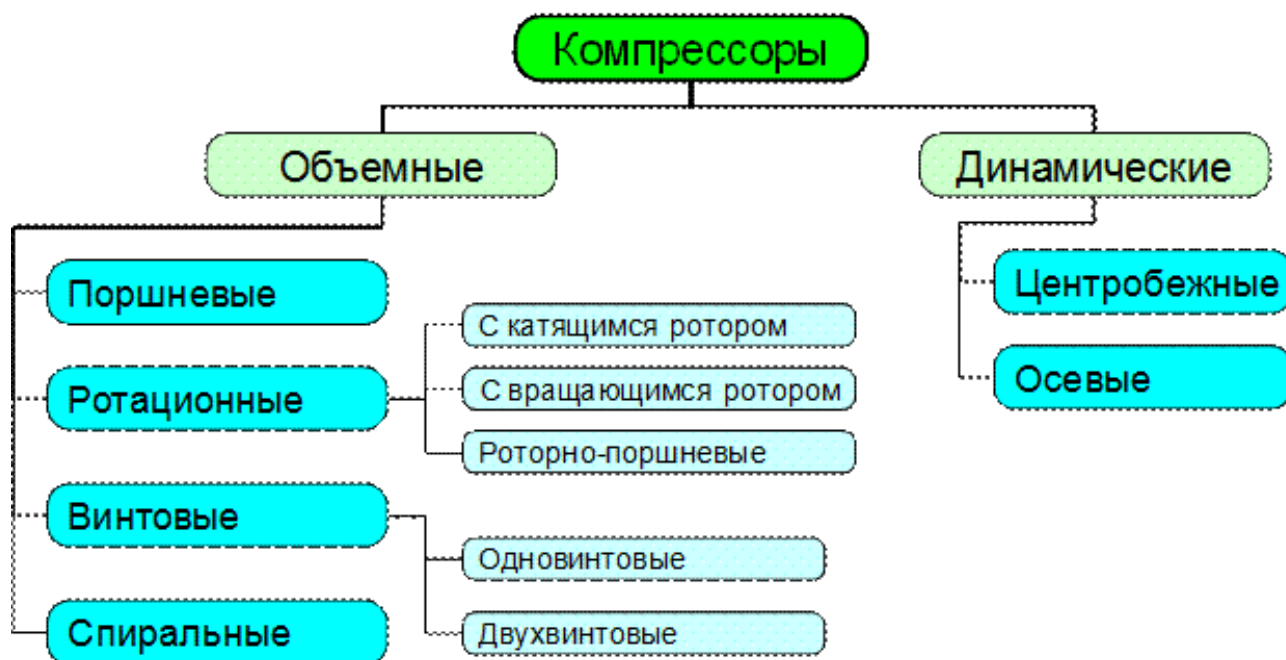 Компрессоры
Объемные
Динамические
Поршневые
Ротационные
С катящимся ротором
С вращающимся ротором
Роторно-поршневые
Винтовые
Одновинтовые
Двухвинтовые
Спиральные
Центробежные
Осевые